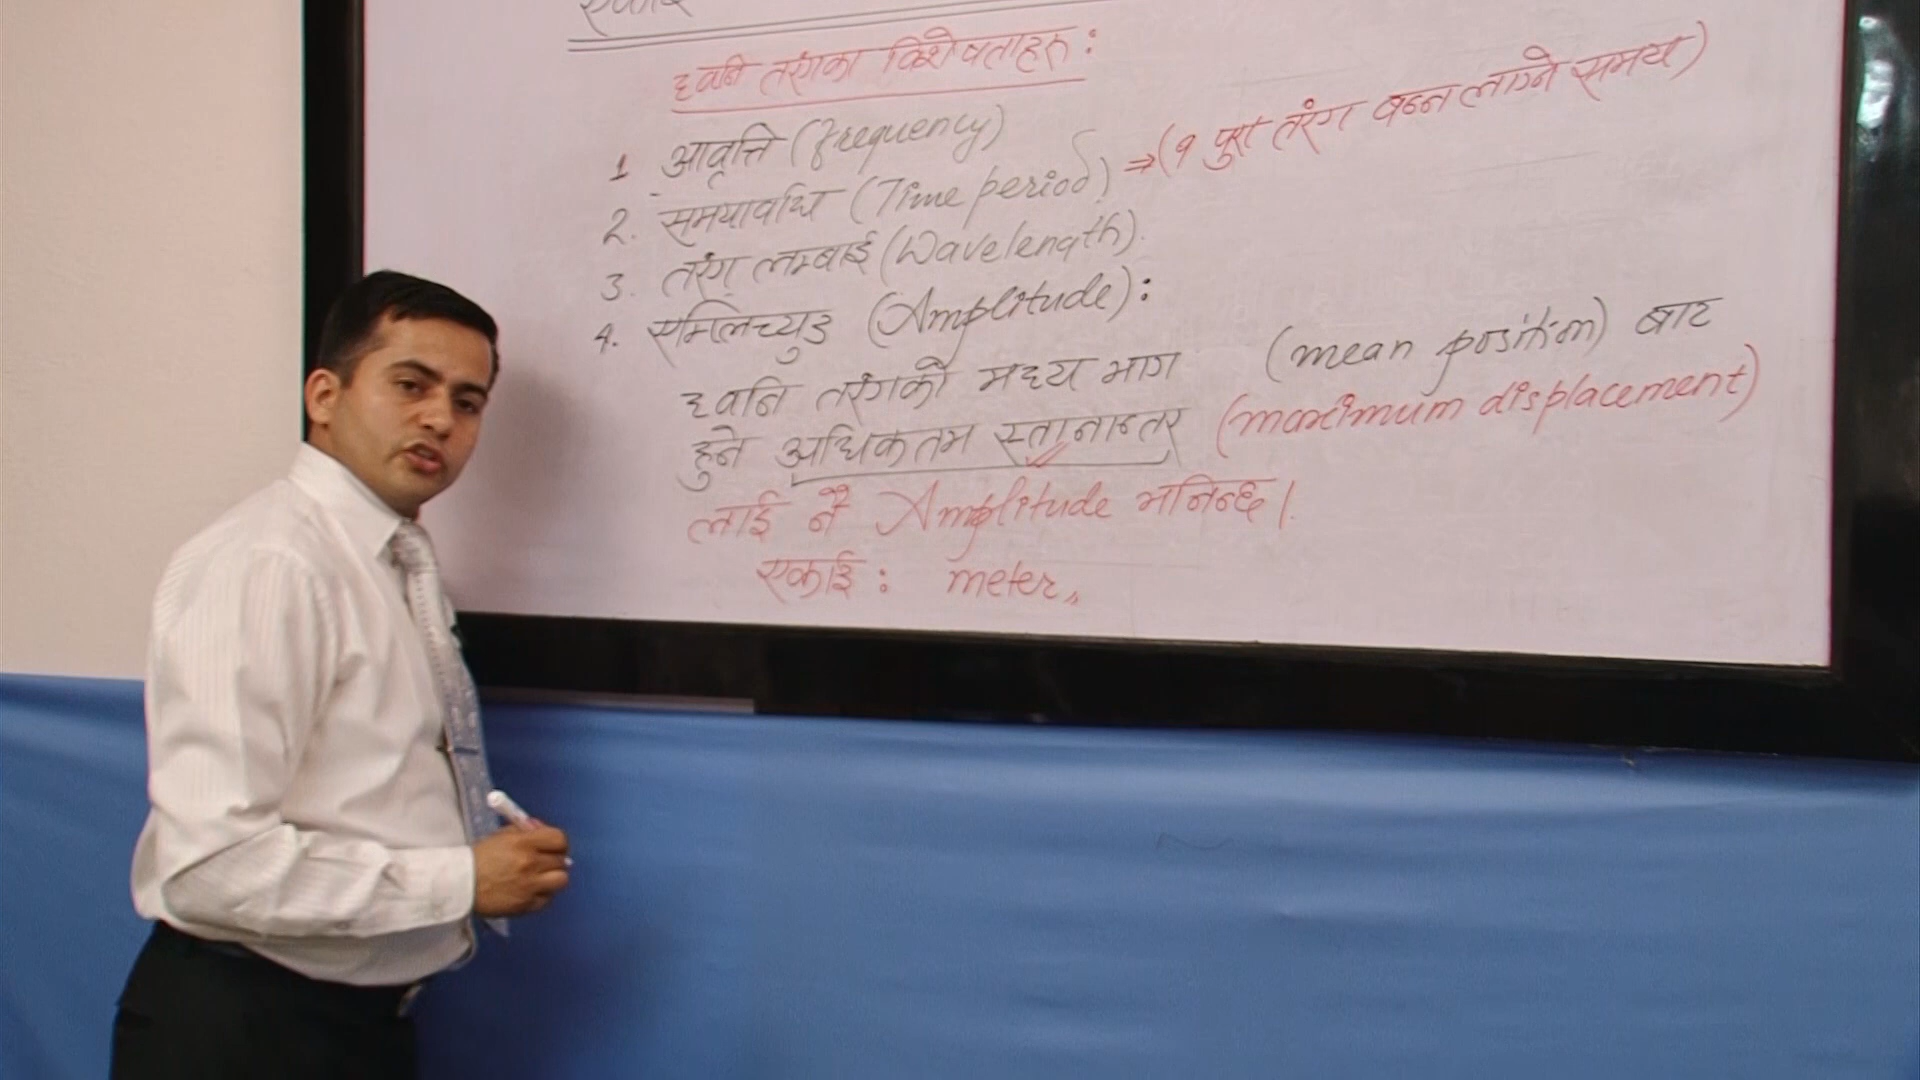 एकाइ
ध्वनि तरंगका विशेषताहरु :
1 आवृत्ति (frequency)
2. समयावधि (Time period) ⇒ (१ पुरा तरंग बन्न लाग्ने समय)
3. तरंग लम्बाई (Wavelength).
4. एम्लिच्युड (Amplitude) :
ध्वनि तरंगको मध्य भाग (mean position) बाट
हुने अधिकतम स्तानान्तर (maximum displacement)
लाई नै Amplitude भनिन्छ।
एकाई : meter